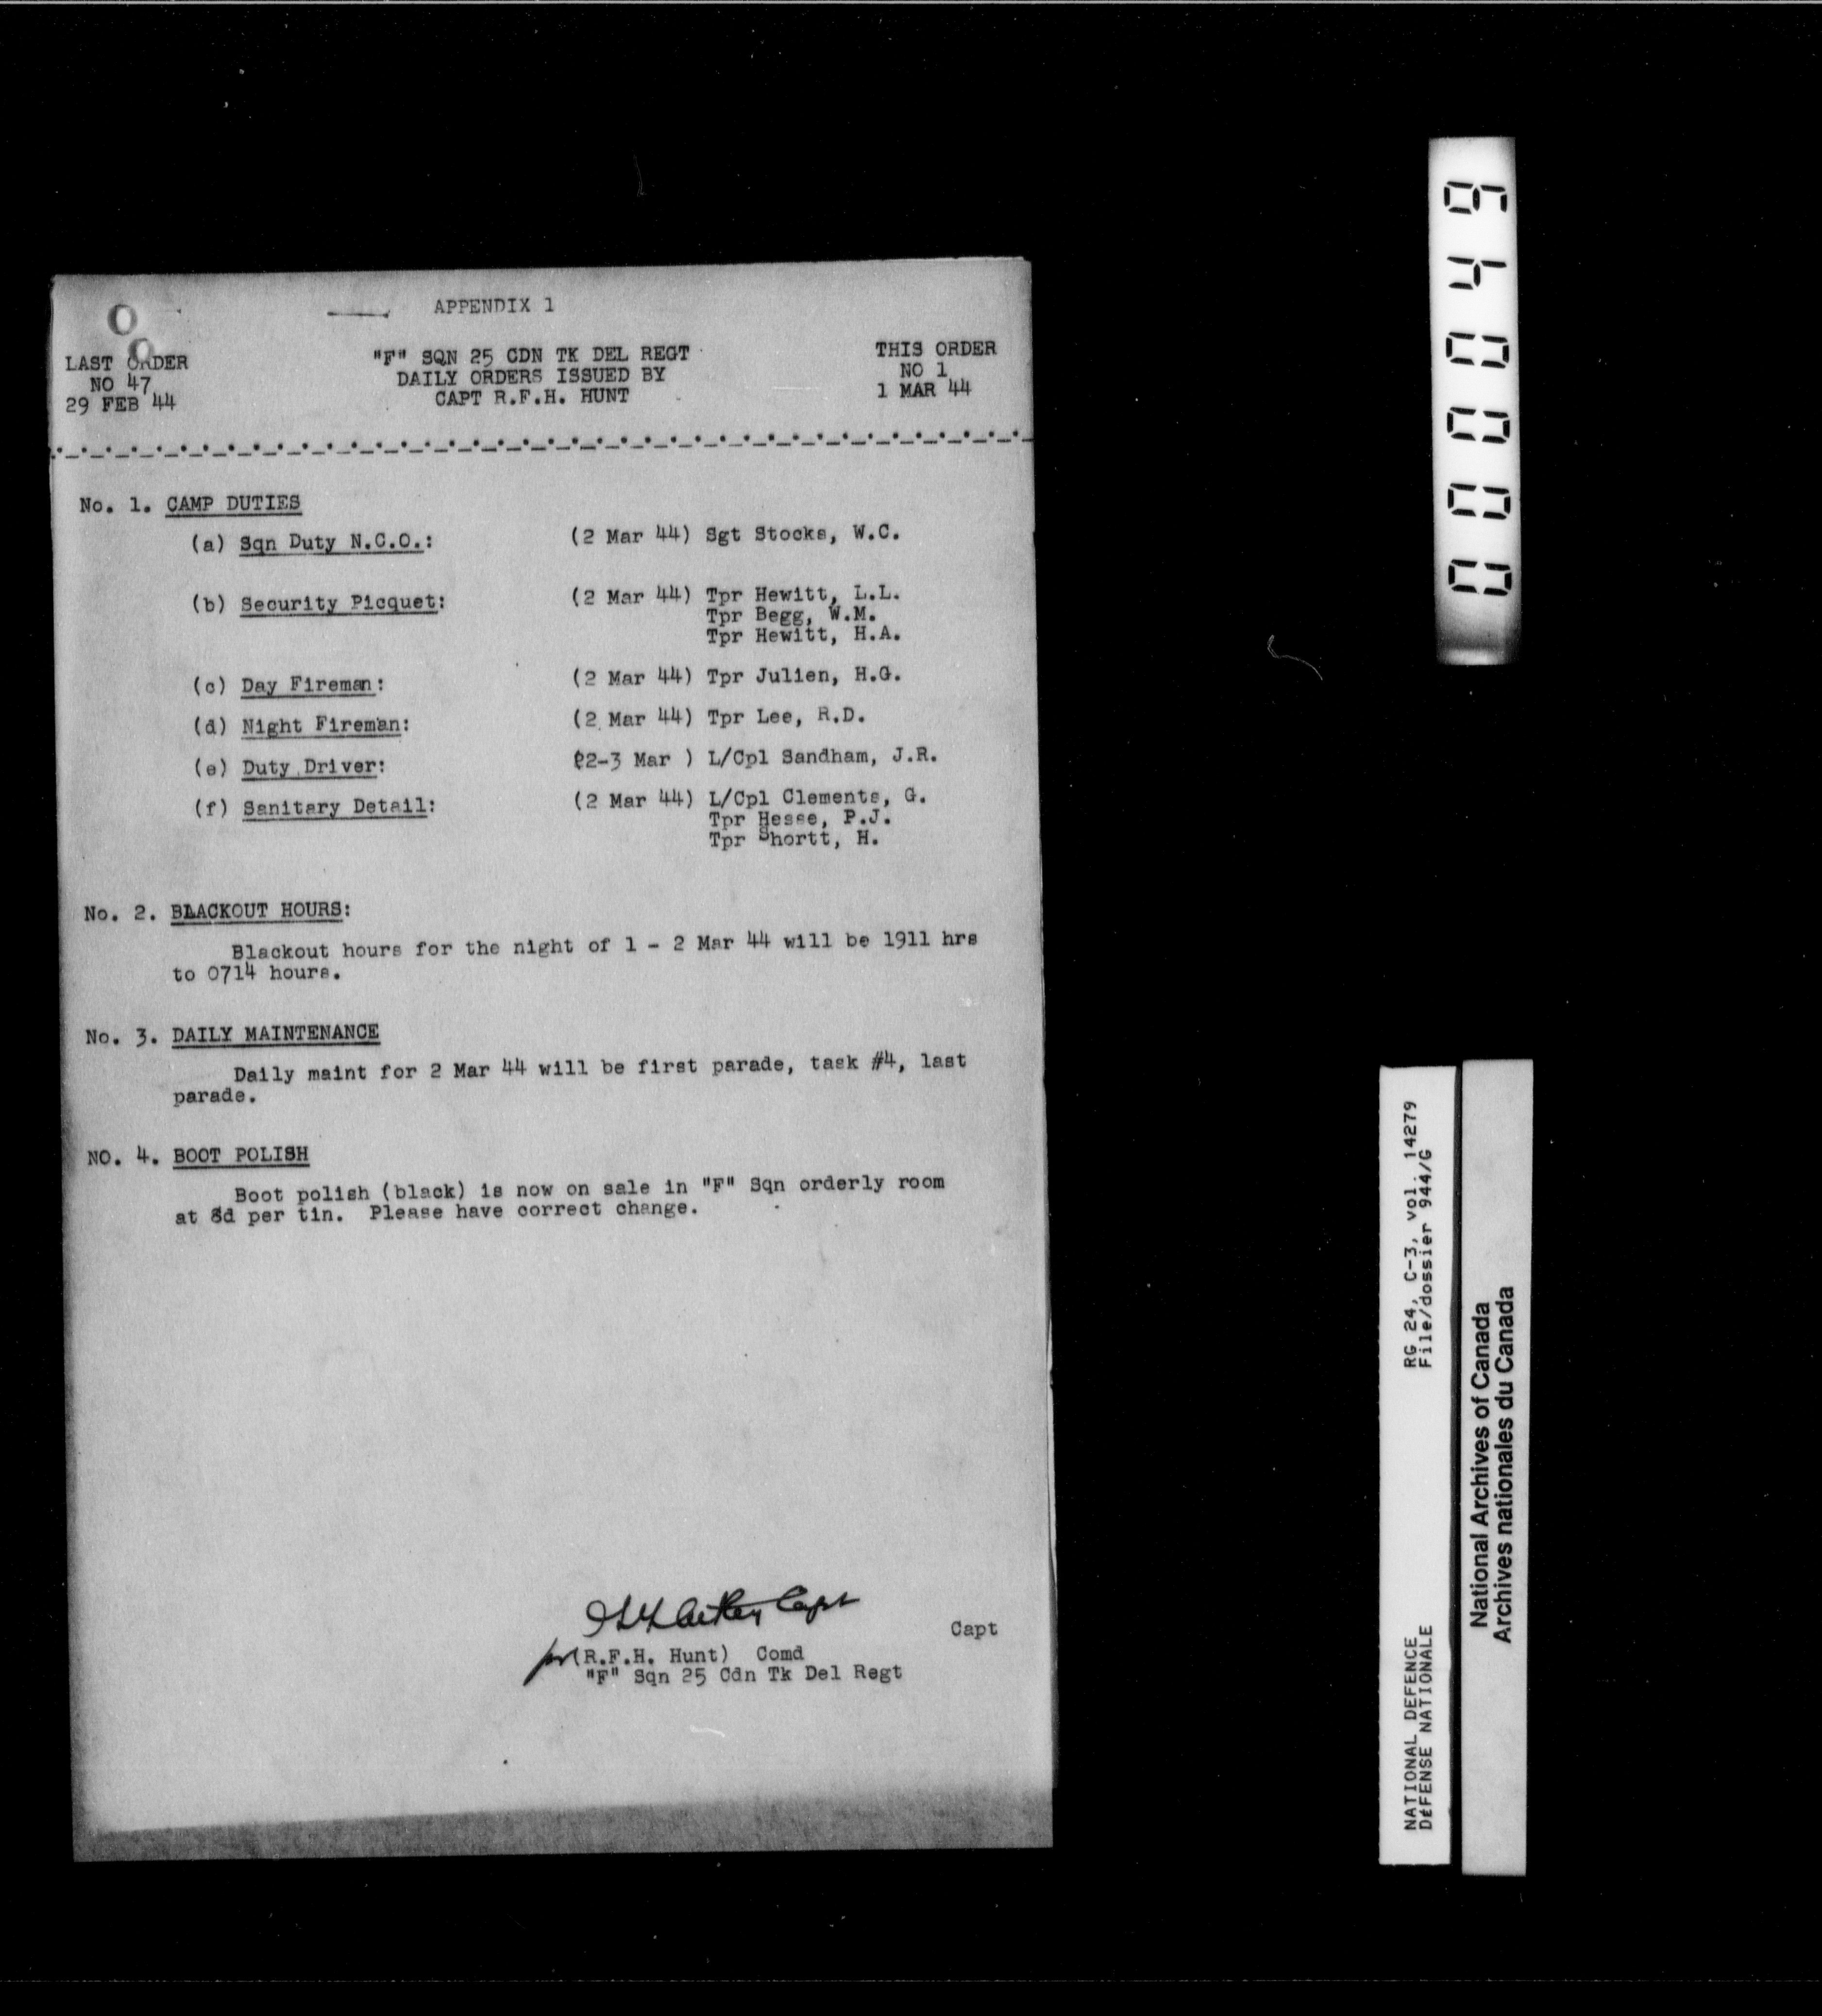 APPENDIX 1
LAST ORDER
NO 47
29 FEB 44
"F" SQN 25 CDN TK DEL REGT
DAILY ORDERS ISSUED BY
CAPT R.F.H. HUNT
THIS ORDER
NO 1
1 MAR 44
No. 1. CAMP DUTIES
(a) Sqn Duty N.C.O.: (2 Mar 44) Sgt Stocks, W.C.
(b) Security Picquet: (2 Mar 44) Tpr Hewitt, L.L.
Tpr Begg, W.M.
Tpr Hewitt, H.A.
(c) Day Fireman: (2 Mar 44) Tpr Julien, H.G.
(d) Night Fireman: (2 Mar 44) Tpr Lee, R.D.
(e) Duty Driver: (2-3 Mar ) L/Cpl Sandham, J.R.
(f) Sanitary Detail: (2 Mar 44) L/Cpl Clements, G.
Tpr Hesse, P.J.
Tpr Shortt, H.
No. 2. BLACKOUT HOURS:
Blackout hours for the night of 1 - 2 Mar 44 will be 1911 hrs
to 0714 hours.
No. 3. DAILY MAINTENANCE
Daily maint for 2 Mar 44 will be first parade, task #4, last
parade.
NO. 4. BOOT POLISH
Boot polish (black) is now on sale in "F" Sqn orderly room
at 8d per tin. Please have correct change.
Capt
Capt
for (R.F.H. Hunt) Comd
"F" Sqn 25 Cdn Tk Del Regt
000049
NATIONAL DEFENCE RG 24, C-3, vol. 14279
DéFENSE NATIONALE File/dossier 944/G
National Archives of Canada
Archives nationales du Canada